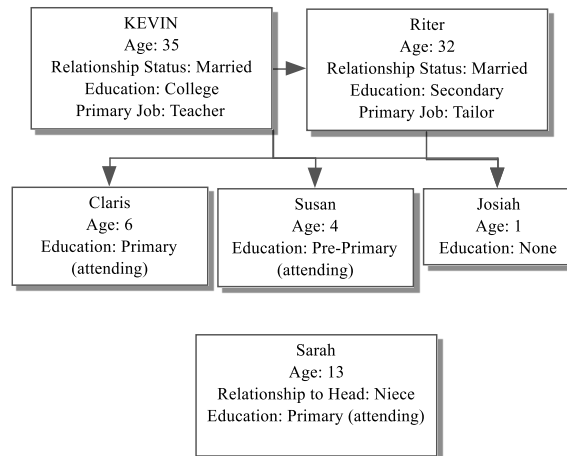 KEVIN
Age: 35
Relationship Status: Married
Education: College
Primary Job: Teacher
Riter
Age: 32
Relationship Status: Married
Education: Secondary
Primary Job: Tailor
Claris
Age: 6
Education: Primary
(attending)
Susan
Age: 4
Education: Pre-Primary
(attending)
Josiah
Age: 1
Education: None
Sarah
Age: 13
Relationship to Head: Niece
Education: Primary (attending)